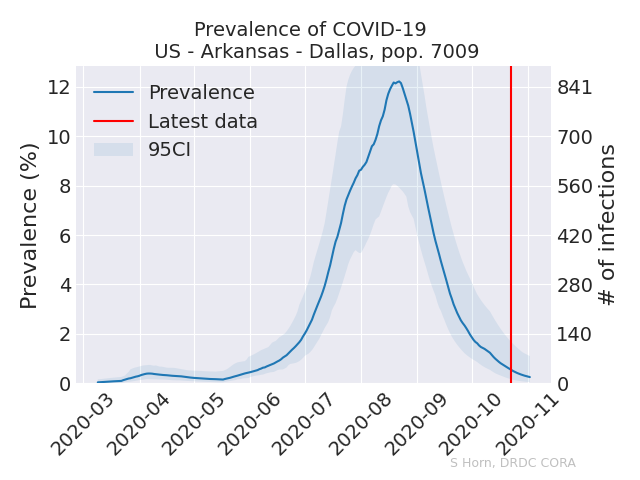 Prevalence of COVID-19
US - Arkansas - Dallas, pop. 7009
Prevalence
Latest data
95CI
Prevalence (%)
12
10
8
6
4
2
0
841
700
560
420
280
140
0
# of infections
2020-03
2020-04
2020-05
2020-06
2020-07
2020-08
2020-09
2020-10
2020-11
S Horn, DRDC CORA